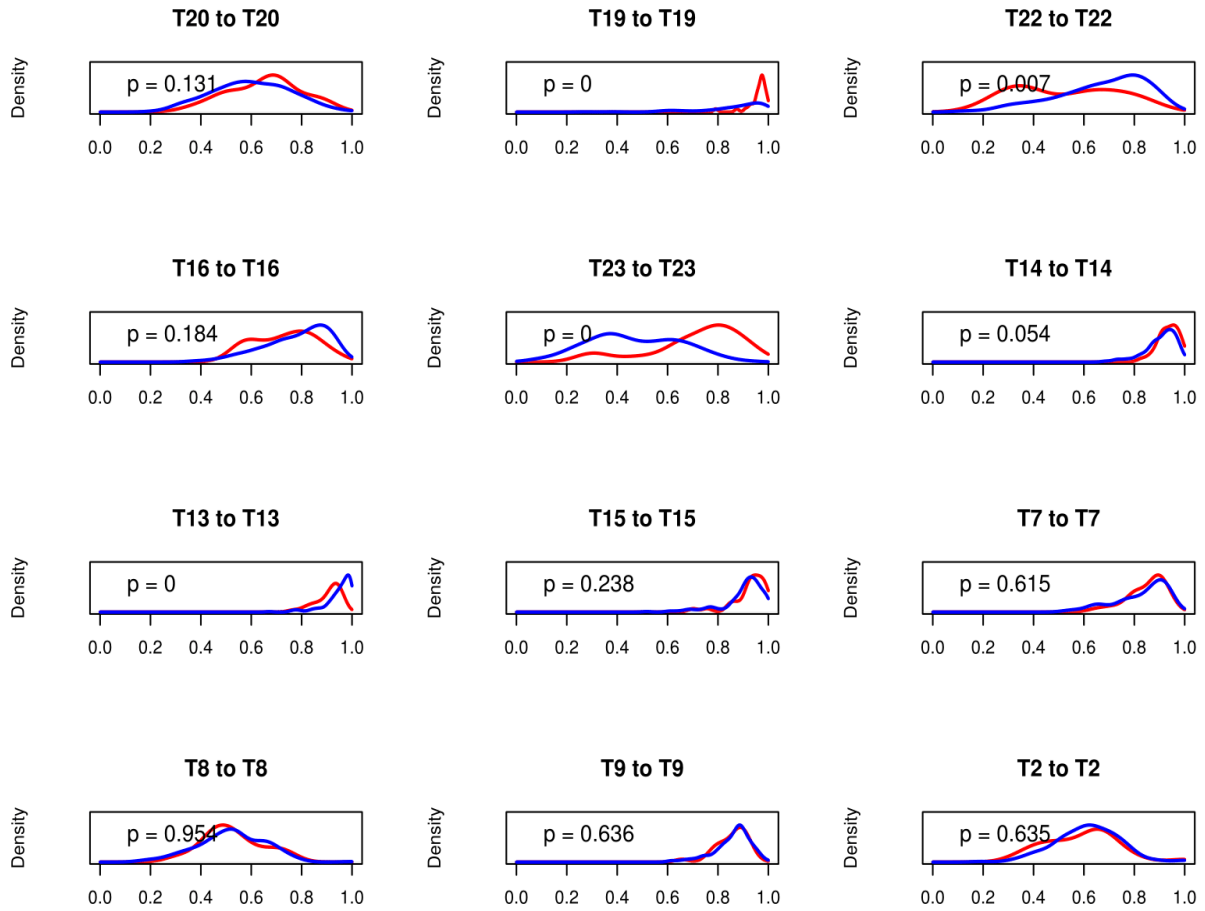 T20 to T20
T19 to T19
T22 to T22
Density
p = 0.131
Density
p = 0
Density
p = 0.007
0.0 0.2 0.4 0.6 0.8 1.0
0.0 0.2 0.4 0.6 0.8 1.0
0.0 0.2 0.4 0.6 0.8 1.0
T16 to T16
T23 to T23
T14 to T14
Density
p = 0.184
Density
p = 0
Density
p = 0.054
0.0 0.2 0.4 0.6 0.8 1.0
0.0 0.2 0.4 0.6 0.8 1.0
0.0 0.2 0.4 0.6 0.8 1.0
T13 to T13
T15 to T15
T7 to T7
Density
p = 0
Density
p = 0.238
Density
p = 0.615
0.0 0.2 0.4 0.6 0.8 1.0
0.0 0.2 0.4 0.6 0.8 1.0
0.0 0.2 0.4 0.6 0.8 1.0
T8 to T8
T9 to T9
T2 to T2
Density
p = 0.954
Density
p = 0.636
Density
p = 0.635
0.0 0.2 0.4 0.6 0.8 1.0
0.0 0.2 0.4 0.6 0.8 1.0
0.0 0.2 0.4 0.6 0.8 1.0